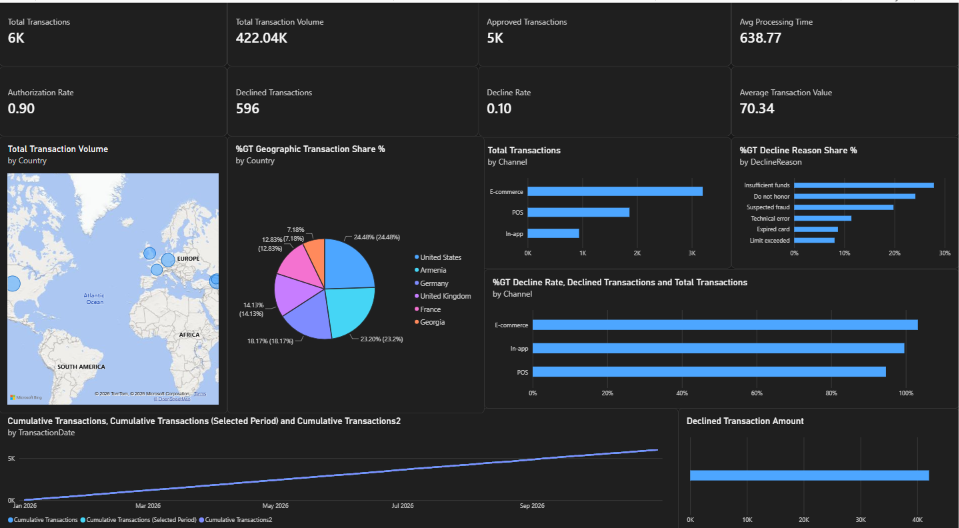 Total Transactions
6K
Total Transaction Volume
422.04K
Approved Transactions
5K
Avg Processing Time
638.77
Authorization Rate
0.90
Declined Transactions
596
Decline Rate
0.10
Average Transaction Value
70.34
Total Transaction Volume
by Country
EUROPE
Atlantic
Ocean
AFRICA
SOUTH AMERICA
Microsoft Bing
© 2026 TomTom, © 2026 Microsoft Corporation, Terms
© OpenStreetMap
%GT Geographic Transaction Share %
by Country
7.18%
(7.18%)
12.83%
(12.83%)
14.13%
(14.13%)
18.17% (18.17%)
24.48% (24.48%)
23.20% (23.2%)
United States
Armenia
Germany
United Kingdom
France
Georgia
Total Transactions
by Channel
E-commerce
POS
In-app
0K 1K 2K 3K
%GT Decline Reason Share %
by DeclineReason
Insufficient funds
Do not honor
Suspected fraud
Technical error
Expired card
Limit exceeded
0% 10% 20% 30%
%GT Decline Rate, Declined Transactions and Total Transactions
by Channel
E-commerce
In-app
POS
0% 20% 40% 60% 80% 100%
Cumulative Transactions, Cumulative Transactions (Selected Period) and Cumulative Transactions2
by TransactionDate
5K
0K
Jan 2026 Mar 2026 May 2026 Jul 2026 Sep 2026
Cumulative Transactions Cumulative Transactions (Selected Period) Cumulative Transactions2
Declined Transaction Amount
0K 10K 20K 30K 40K